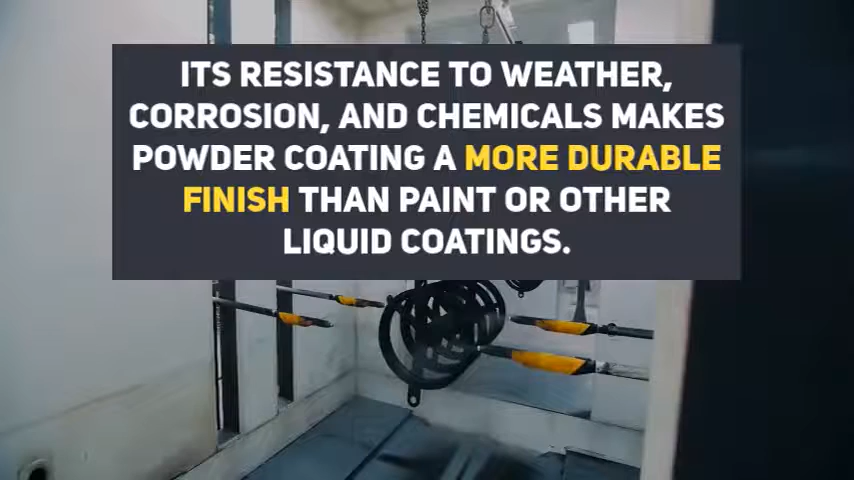 ITS RESISTANCE TO WEATHER,
CORROSION, AND CHEMICALS MAKES
POWDER COATING A MORE DURABLE
FINISH THAN PAINT OR OTHER
LIQUID COATINGS.